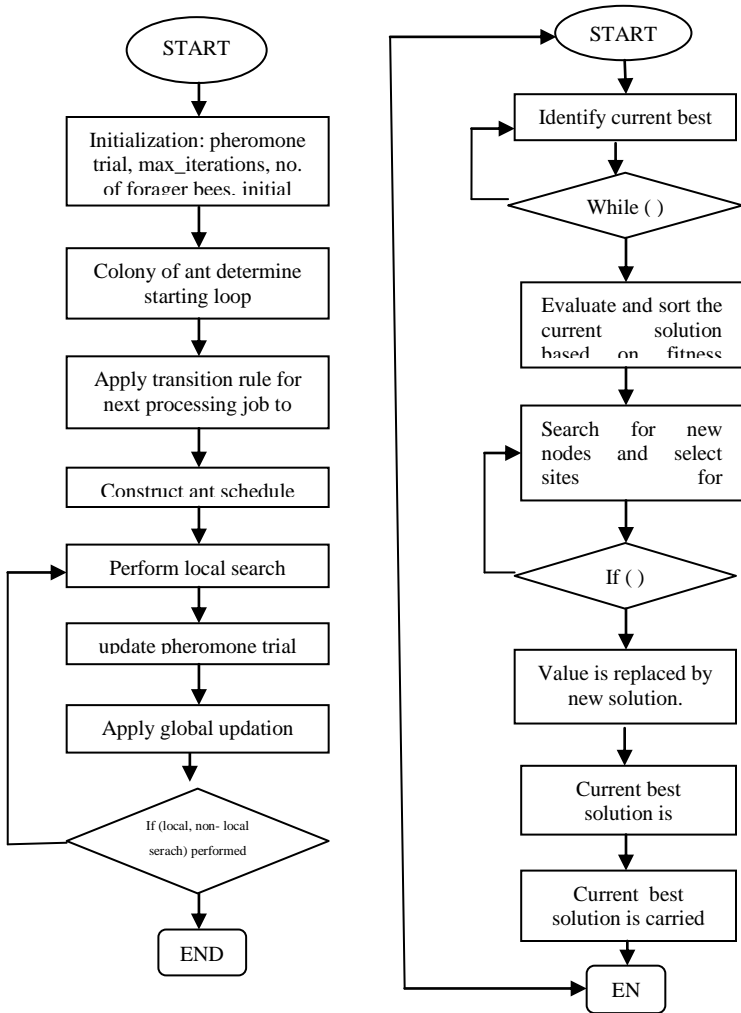 START
Initialization: pheromone
trial, max_iterations, no.
of forager bees, initial
Colony of ant determine
starting loop
Apply transition rule for
next processing job to
Construct ant schedule
Perform local search
update pheromone trial
Apply global updation
If (local, non- local
serach) performed
END
START
Identify current best
While ( )
Evaluate and sort the
current solution
based on fitness
Search for new
nodes and select
sites for
If ( )
Value is replaced by
new solution.
Current best
solution is
Current best
solution is carried
EN